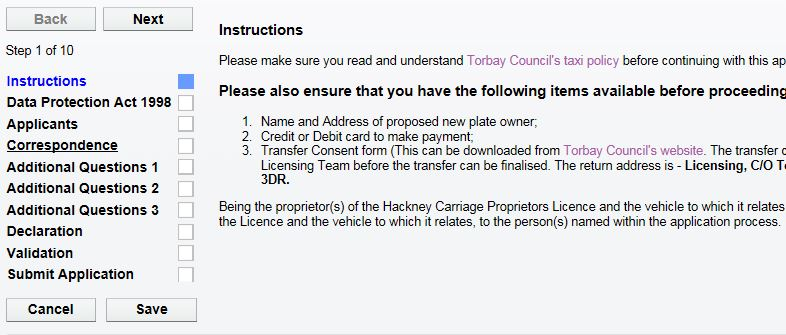 Back Next
Step 1 of 10
Instructions
Data Protection Act 1998
Applicants
Correspondence
Additional Questions 1
Additional Questions 2
Additional Questions 3
Declaration
Validation
Submit Application
Cancel Save
Instructions
Please make sure you read and understand Torbay Council's taxi policy before continuing with this ap
Please also ensure that you have the following items available before proceeding
1. Name and Address of proposed new plate owner;
2. Credit or Debit card to make payment;
3. Transfer Consent form (This can be downloaded from Torbay Council's website. The transfer c
Licensing Team before the transfer can be finalised. The return address is - Licensing, C/O T
3DR.
Being the proprietor(s) of the Hackney Carriage Proprietors Licence and the vehicle to which it relates
the Licence and the vehicle to which it relates, to the person(s) named within the application process.